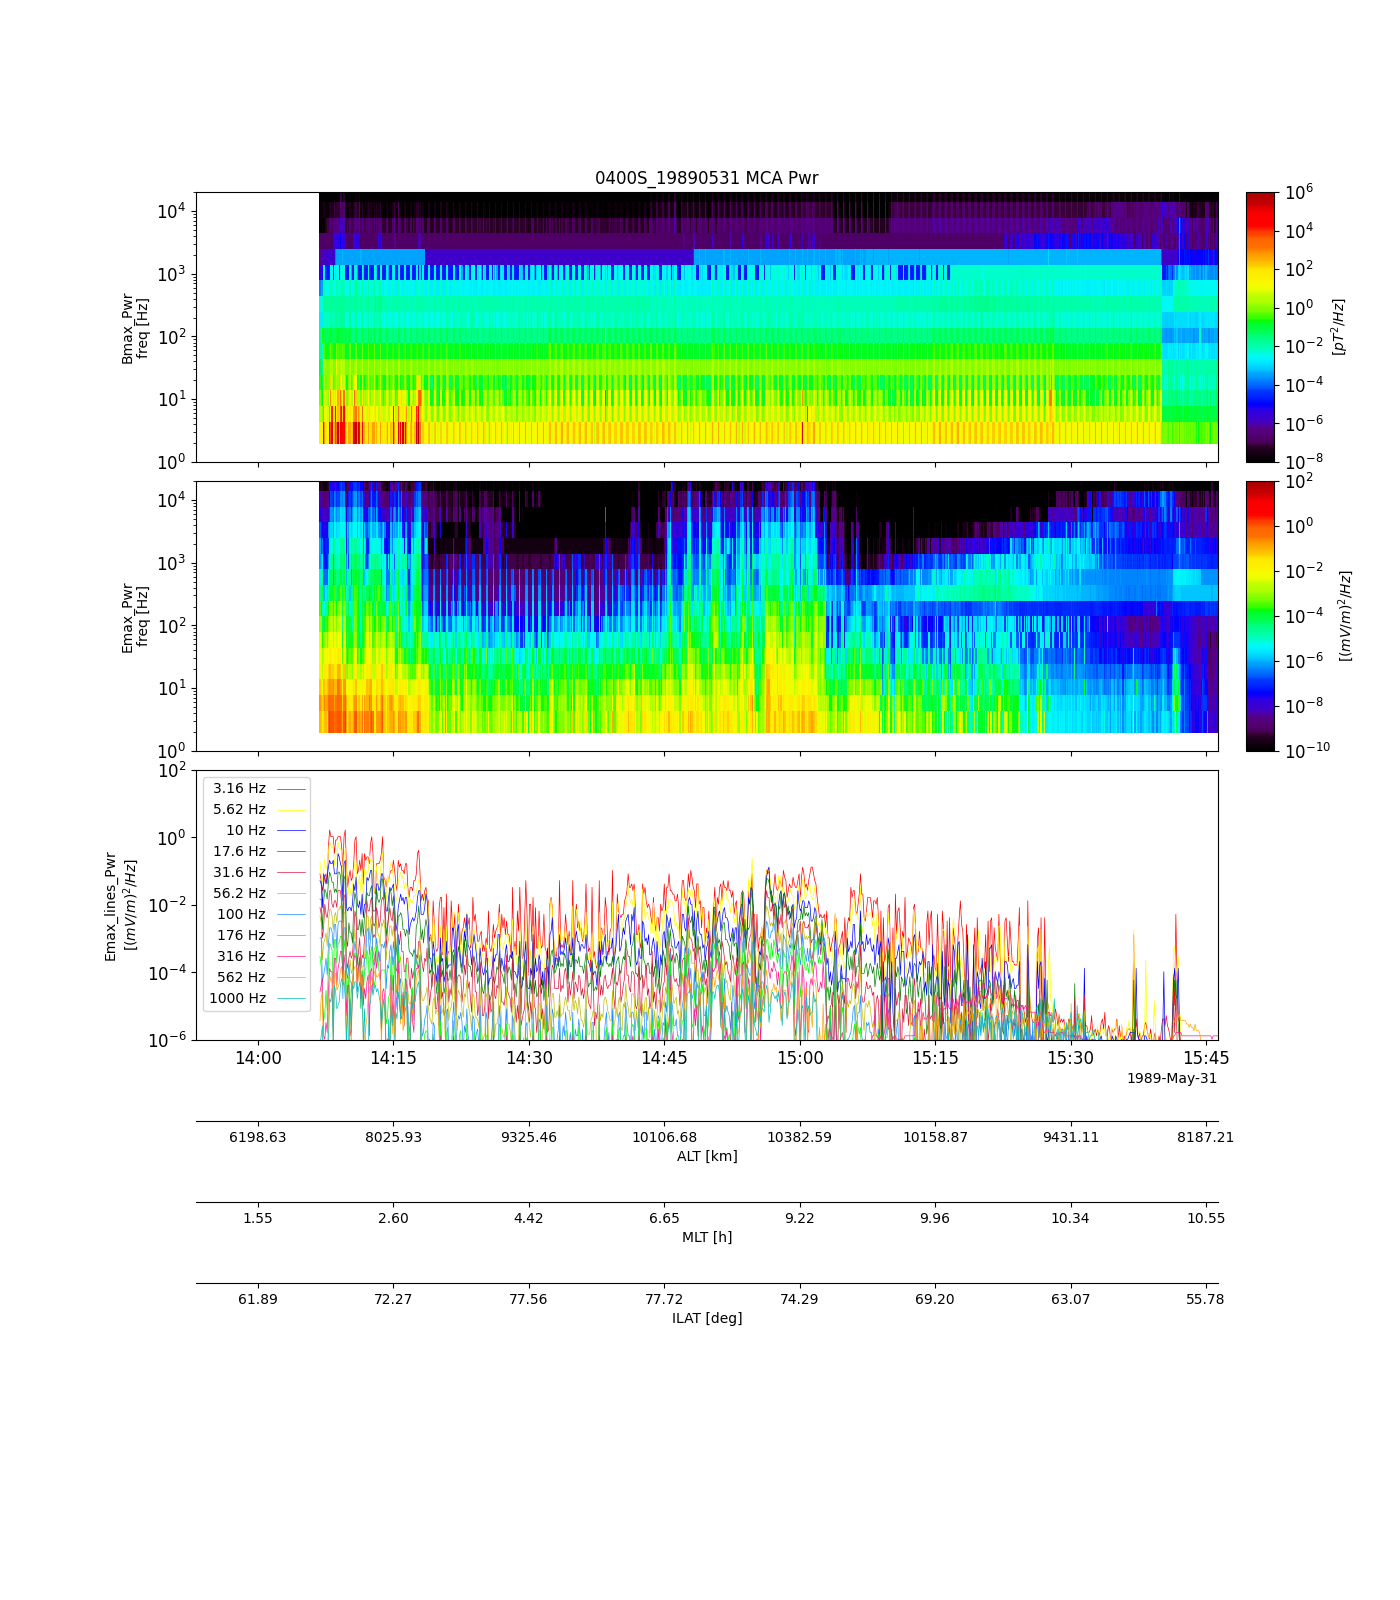 0400S_19890531 MCA Pwr
10^4
10^3
10^2
10^1
10^0
Bmax_Pwr
freq [Hz]
10^6
10^4
10^2
10^0
10^-2
10^-4
10^-6
10^-8
[pT^2/Hz]
10^4
10^3
10^2
10^1
10^0
Emax_Pwr
freq [Hz]
10^2
10^0
10^-2
10^-4
10^-6
10^-8
10^-10
[(mV/m)^2/Hz]
10^2
10^0
10^-2
10^-4
10^-6
Emax_lines_Pwr
[(mV/m)^2/Hz]
3.16 Hz
5.62 Hz
10 Hz
17.6 Hz
31.6 Hz
56.2 Hz
100 Hz
176 Hz
316 Hz
562 Hz
1000 Hz
14:00 14:15 14:30 14:45 15:00 15:15 15:30 15:45
1989-May-31
6198.63 8025.93 9325.46 10106.68 10382.59 10158.87 9431.11 8187.21
ALT [km]
1.55 2.60 4.42 6.65 9.22 9.96 10.34 10.55
MLT [h]
61.89 72.27 77.56 77.72 74.29 69.20 63.07 55.78
ILAT [deg]